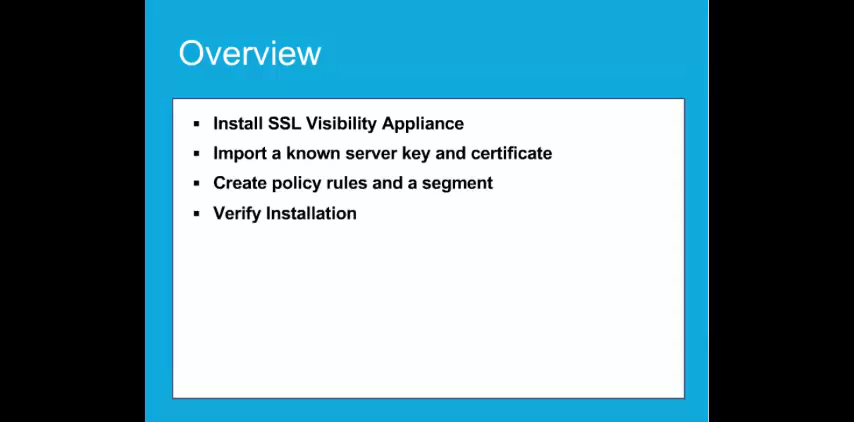 Overview
▪ Install SSL Visibility Appliance
▪ Import a known server key and certificate
▪ Create policy rules and a segment
▪ Verify Installation